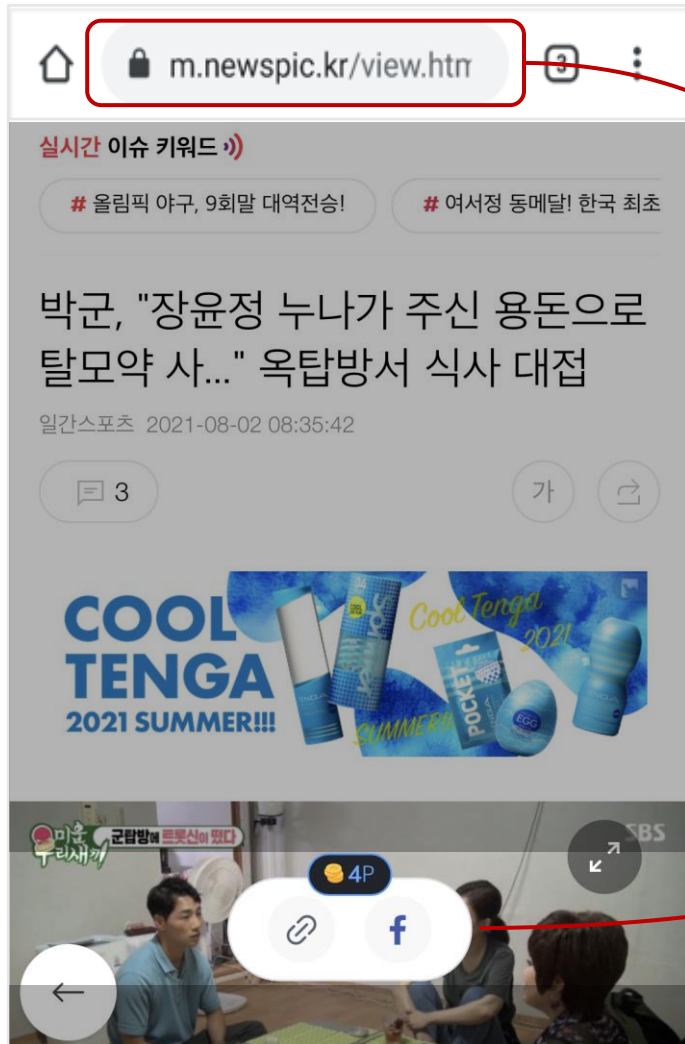 m.newspic.kr/view.htm
3
실시간 이슈 키워드
# 올림픽 야구, 9회말 대역전승!
# 여서정 동메달! 한국 최초
박군, "장윤정 누나가 주신 용돈으로
탈모약 사..." 옥탑방서 식사 대접
일간스포츠 2021-08-02 08:35:42
3
가
COOL
TENGA
2021 SUMMER!!!
Cool Tenga
2021
SUMMER!!!
TENGA
POCKET
EGG
미운
우리새끼
군탑방에 트롯신이 떴다
SBS
4P